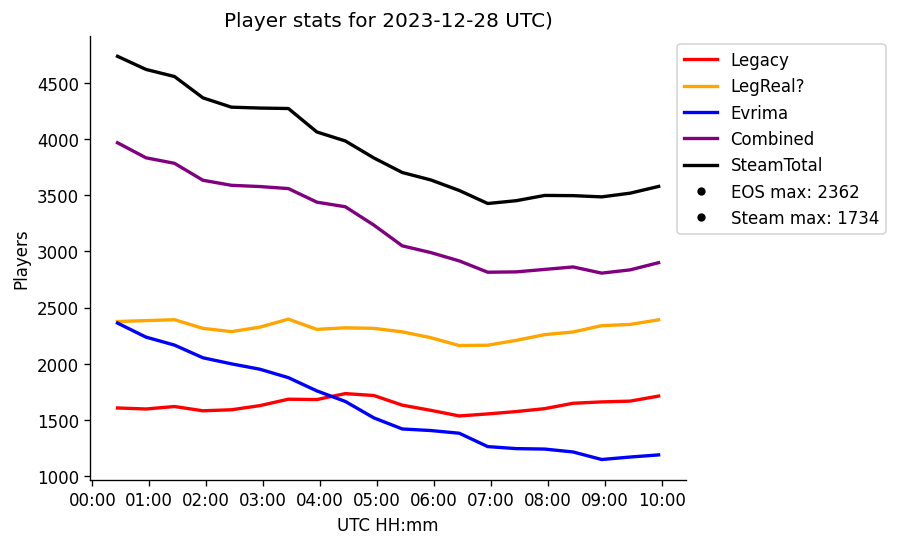 Player stats for 2023-12-28 UTC)
Legacy
LegReal?
Evrima
Combined
SteamTotal
EOS max: 2362
Steam max: 1734
Players
4500
4000
3500
3000
2500
2000
1500
1000
00:00 01:00 02:00 03:00 04:00 05:00 06:00 07:00 08:00 09:00 10:00
UTC HH:mm